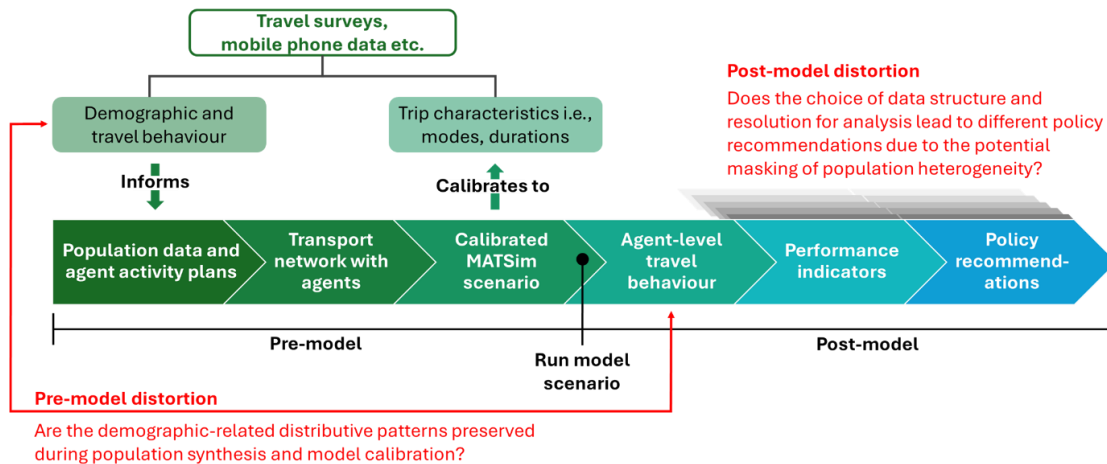 Travel surveys,
mobile phone data etc.
Demographic and
travel behaviour
Trip characteristics i.e.,
modes, durations
Post-model distortion
Does the choice of data structure and
resolution for analysis lead to different policy
recommendations due to the potential
masking of population heterogeneity?
Informs
Calibrates to
Population data and
agent activity plans
Transport
network with
agents
Calibrated
MATSim
scenario
Agent-level
travel
behaviour
Performance
indicators
Policy
recommend-
ations
Pre-model
Run model
scenario
Post-model
Pre-model distortion
Are the demographic-related distributive patterns preserved
during population synthesis and model calibration?